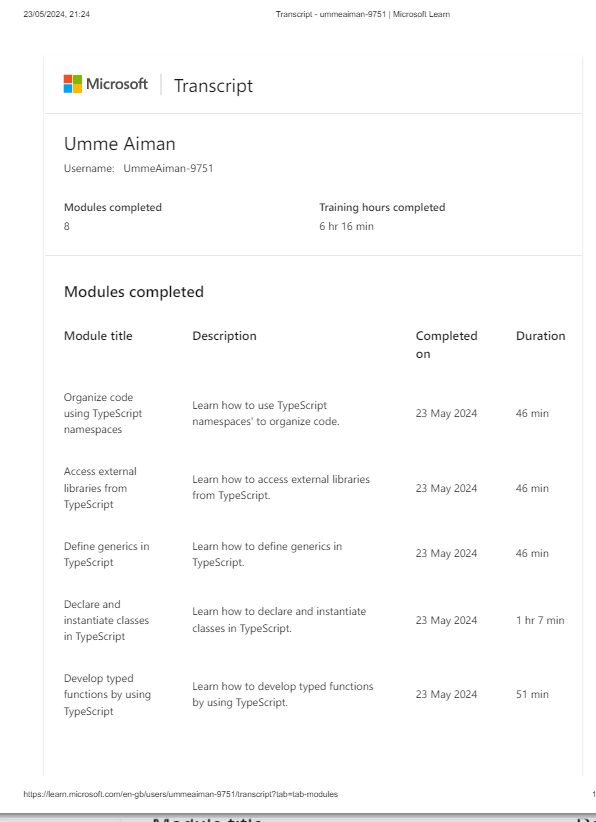 23/05/2024, 21:24
Transcript - ummeaiman-9751 | Microsoft Learn
Microsoft
Transcript
Umme Aiman
Username: UmmeAiman-9751
Modules completed
Training hours completed
8
6 hr 16 min
Modules completed
Module title
Description
Completed
on
Duration
Organize code
using TypeScript
namespaces
Learn how to use TypeScript
namespaces' to organize code.
23 May 2024
46 min
Access external
libraries from
TypeScript
Learn how to access external libraries
from TypeScript.
23 May 2024
46 min
Define generics in
TypeScript
Learn how to define generics in
TypeScript.
23 May 2024
46 min
Declare and
instantiate classes
in TypeScript
Learn how to declare and instantiate
classes in TypeScript.
23 May 2024
1 hr 7 min
Develop typed
functions by using
TypeScript
Learn how to develop typed functions
by using TypeScript.
23 May 2024
51 min
https://learn.microsoft.com/en-gb/users/ummeaiman-9751/transcript?tab=tab-modules